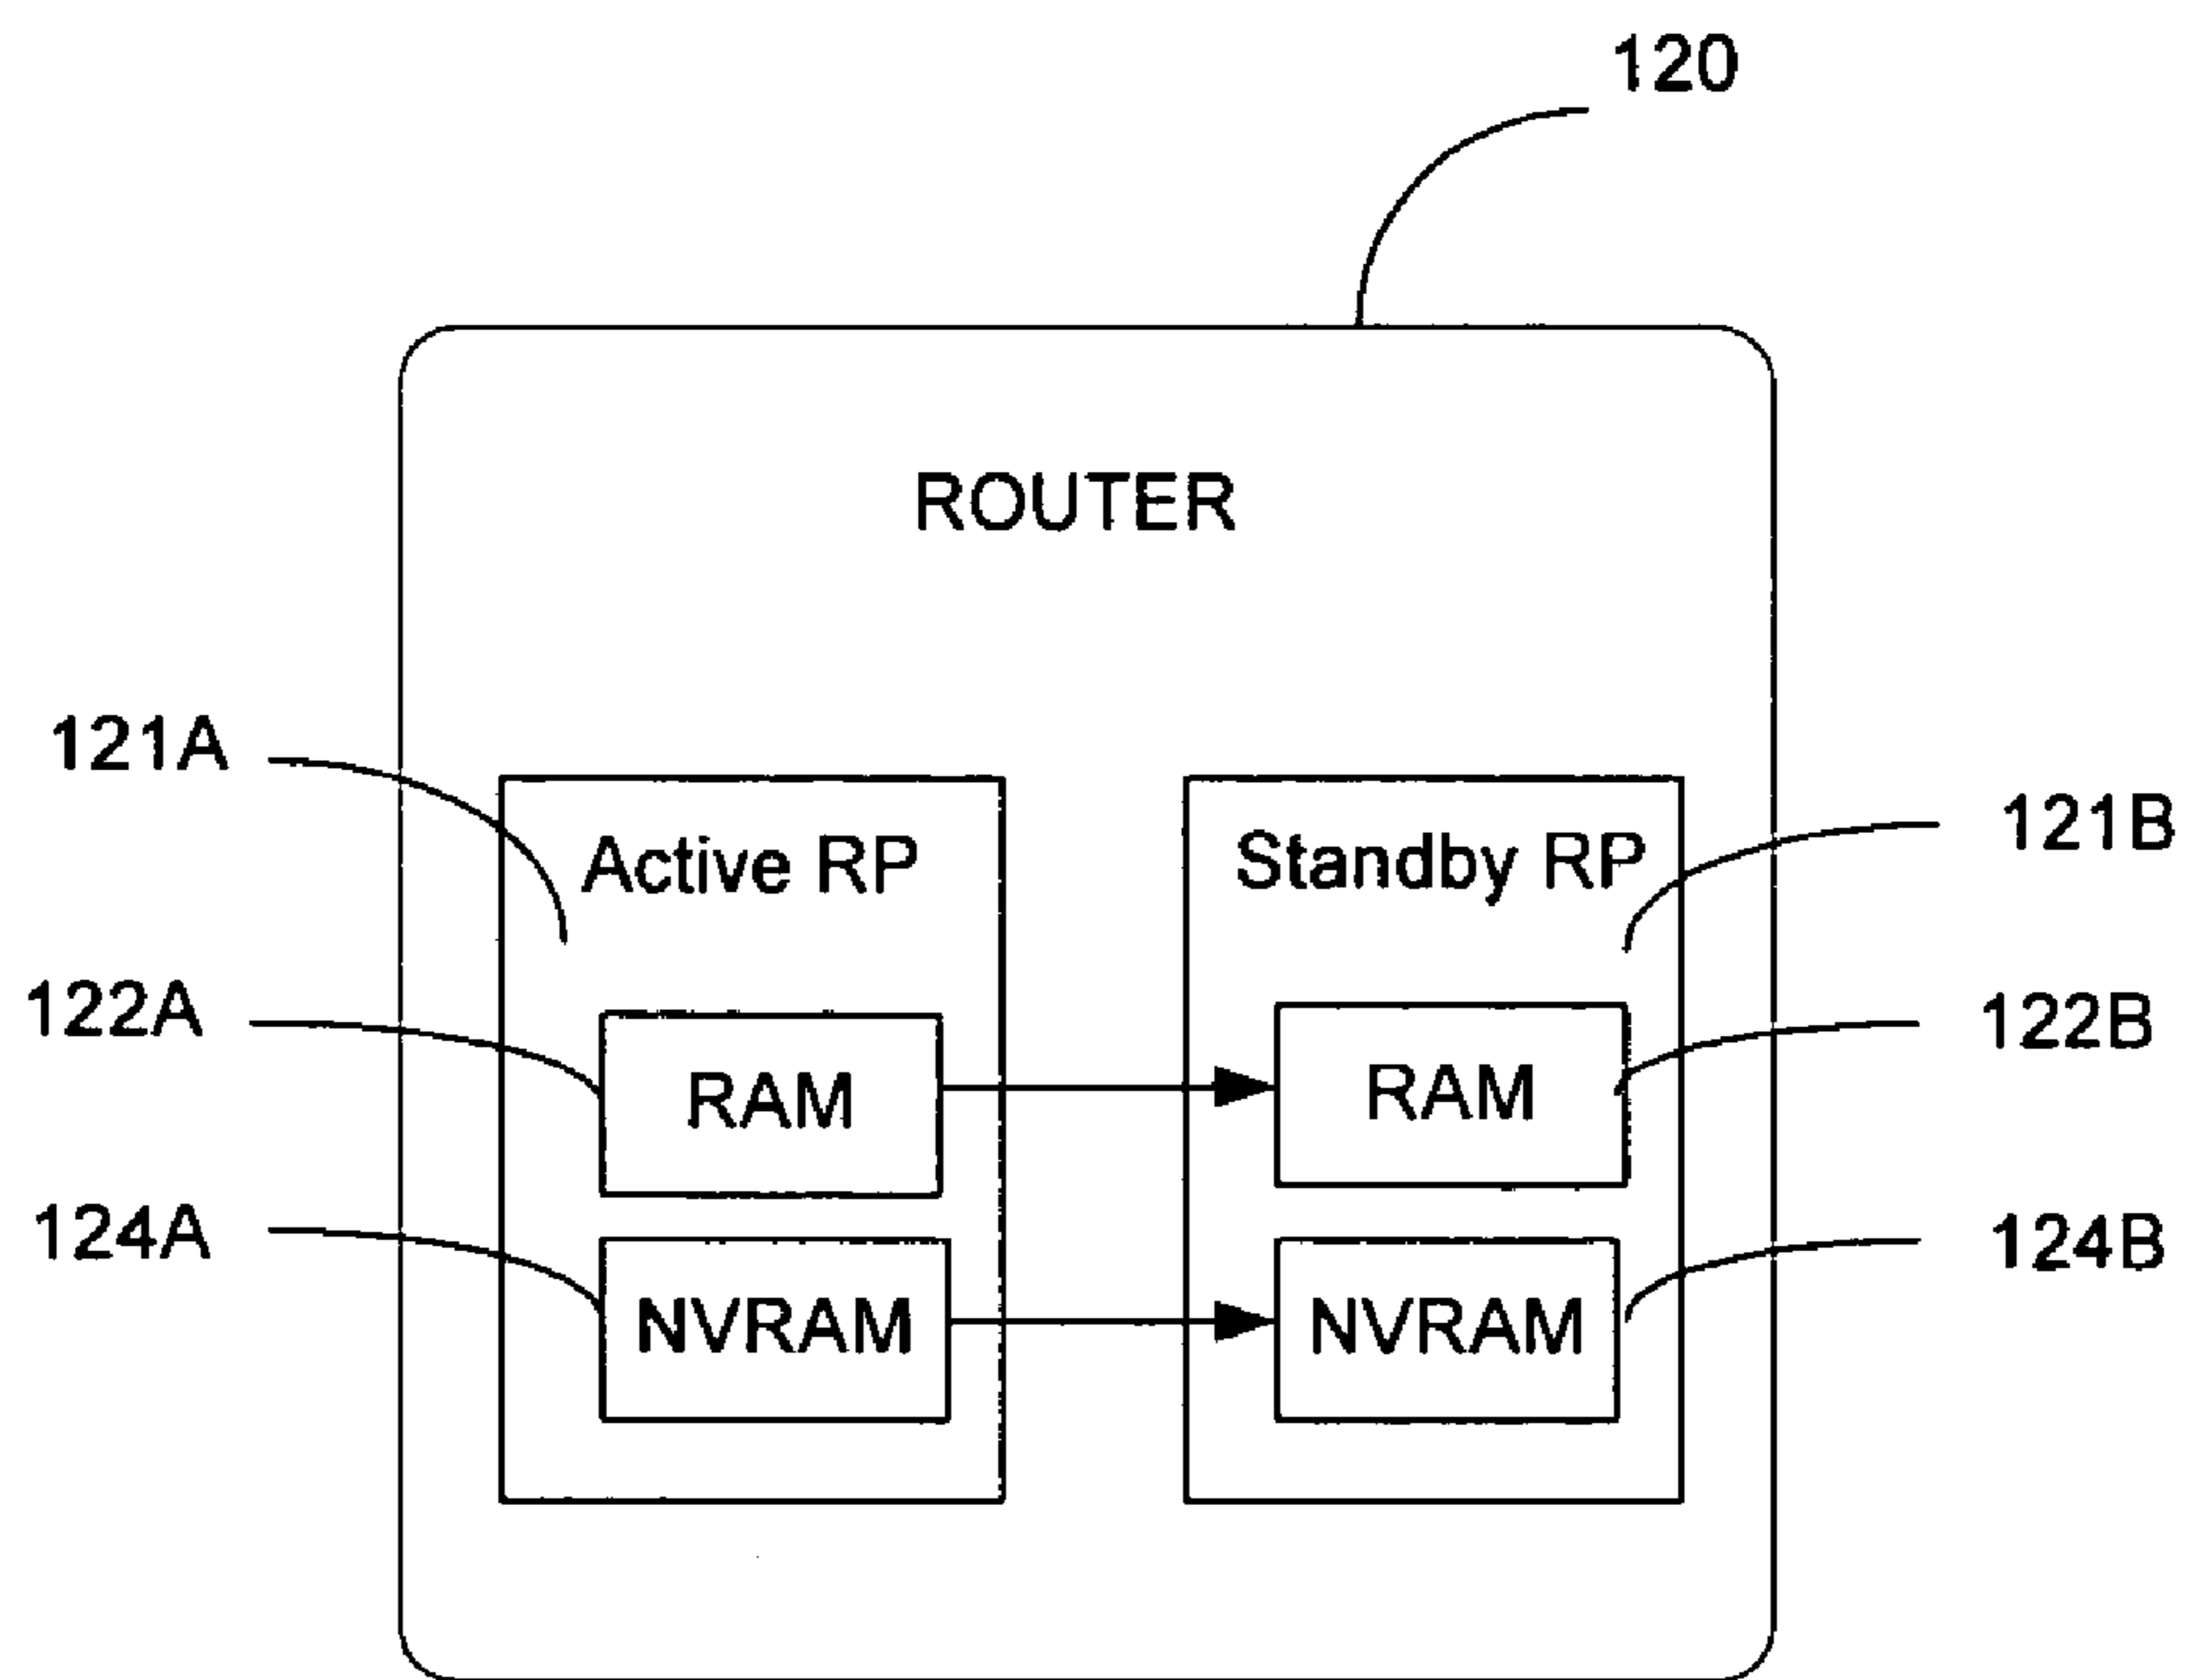 120
ROUTER
121A
Active RP
Standby RP
121B
122A
RAM
RAM
122B
124A
NVRAM
NVRAM
124B